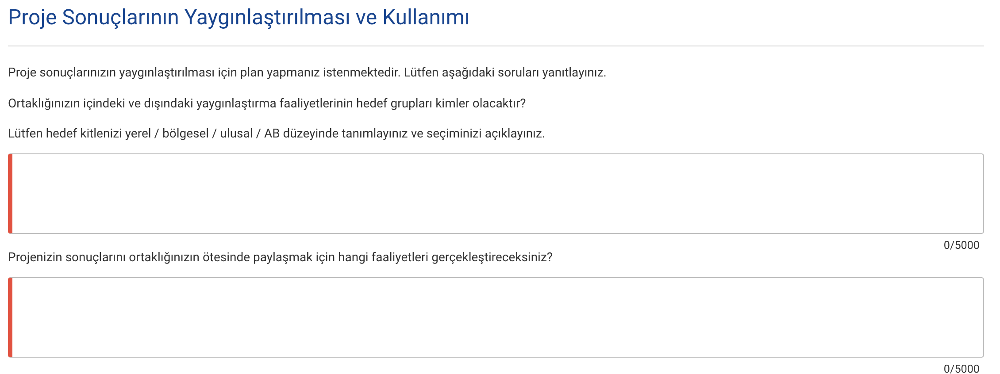 Proje Sonuçlarının Yaygınlaştırılması ve Kullanımı
Proje sonuçlarınızın yaygınlaştırılması için plan yapmanız istenmektedir. Lütfen aşağıdaki soruları yanıtlayınız.
Ortaklığınızın içindeki ve dışındaki yaygınlaştırma faaliyetlerinin hedef grupları kimler olacaktır?
Lütfen hedef kitlenizi yerel / bölgesel / ulusal / AB düzeyinde tanımlayınız ve seçiminizi açıklayınız.
0/5000
Projenizin sonuçlarını ortaklığınızın ötesinde paylaşmak için hangi faaliyetleri gerçekleştireceksiniz?
0/5000